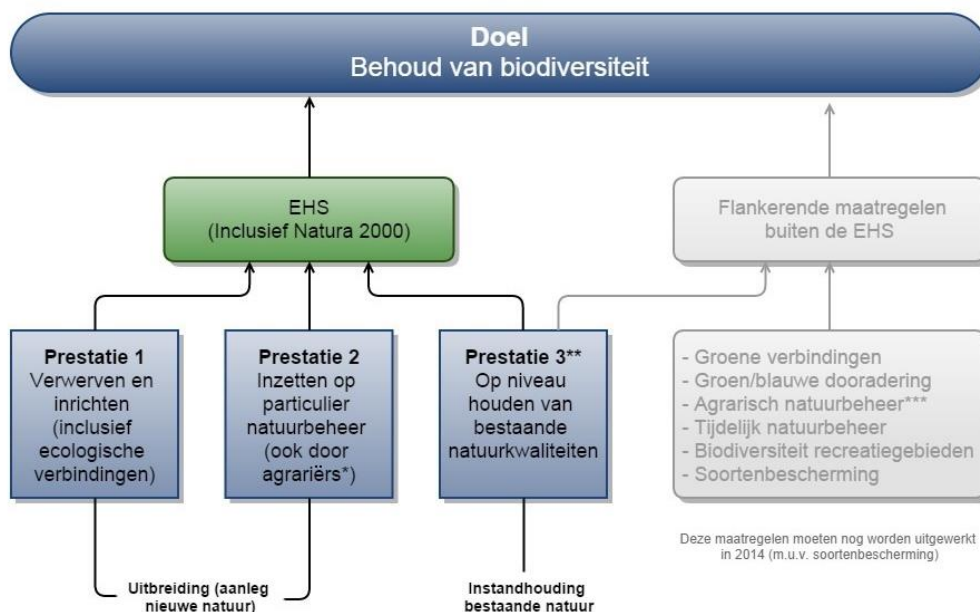 Doel
Behoud van biodiversiteit
EHS
(Inclusief Natura 2000)
Flankerende maatregelen
buiten de EHS
Prestatie 1
Verwerven en
inrichten
(inclusief
ecologische
verbindingen)
Prestatie 2
Inzetten op
particulier
natuurbeheer
(ook door
agrariërs*)
Prestatie 3**
Op niveau
houden van
bestaande
natuurkwaliteiten
- Groene verbindingen
- Groen/blauwe dooradering
- Agrarisch natuurbeheer***
- Tijdelijk natuurbeheer
- Biodiversiteit recreatiegebieden
- Soortenbescherming
Deze maatregelen moeten nog worden uitgewerkt
in 2014 (m.u.v. soortenbescherming)
Uitbreiding (aanleg
nieuwe natuur)
Instandhouding
bestaande natuur